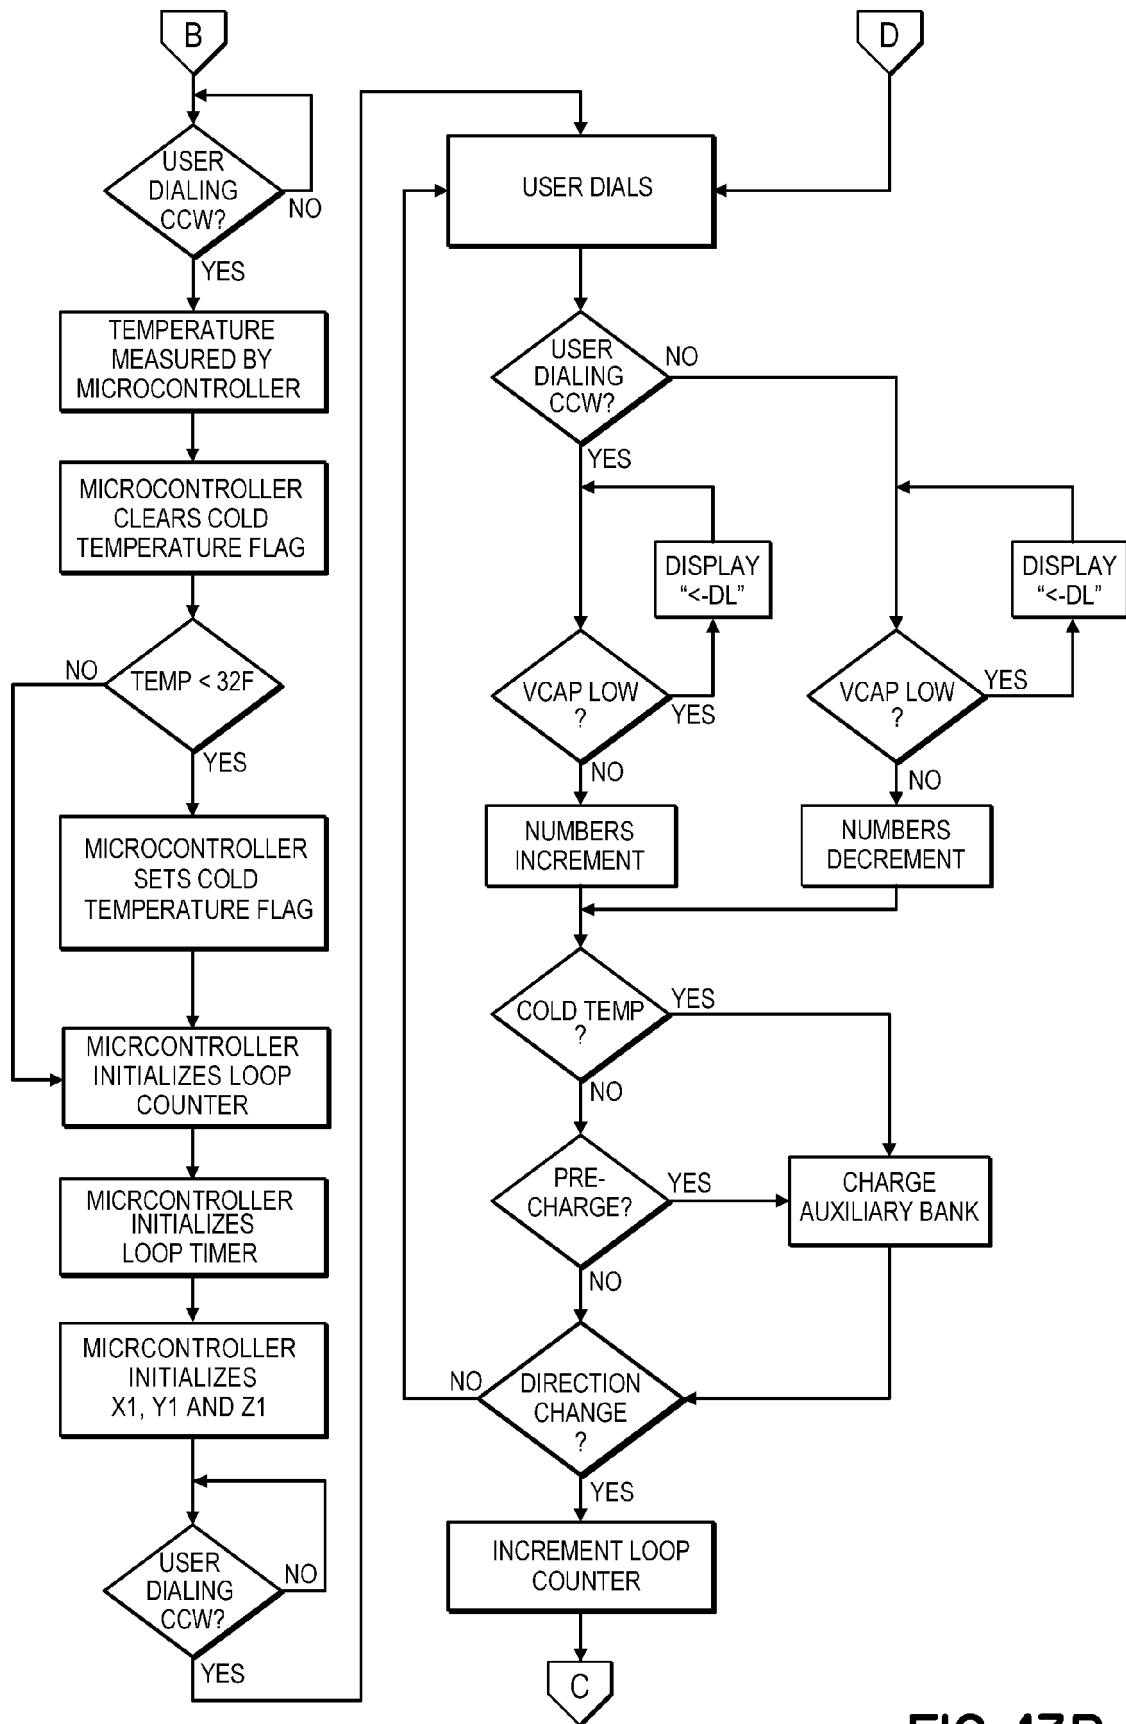 B
USER
DIALING
CCW?
NO
YES
TEMPERATURE
MEASURED BY
MICROCONTROLLER
MICROCONTROLLER
CLEARS COLD
TEMPERATURE FLAG
NO
TEMP < 32F
YES
MICROCONTROLLER
SETS COLD
TEMPERATURE FLAG
MICRCONTROLLER
INITIALIZES LOOP
COUNTER
MICRCONTROLLER
INITIALIZES
LOOP TIMER
MICRCONTROLLER
INITIALIZES
X1, Y1 AND Z1
USER
DIALING
CCW?
NO
YES
D
USER DIALS
USER
DIALING
CCW?
NO
YES
DISPLAY
"<-DL"
DISPLAY
"<-DL"
VCAP LOW
?
YES
NO
VCAP LOW
?
YES
NO
NUMBERS
INCREMENT
NUMBERS
DECREMENT
COLD TEMP
?
YES
NO
PRE-
CHARGE?
YES
CHARGE
AUXILIARY BANK
NO
DIRECTION
CHANGE
?
NO
YES
INCREMENT LOOP
COUNTER
C